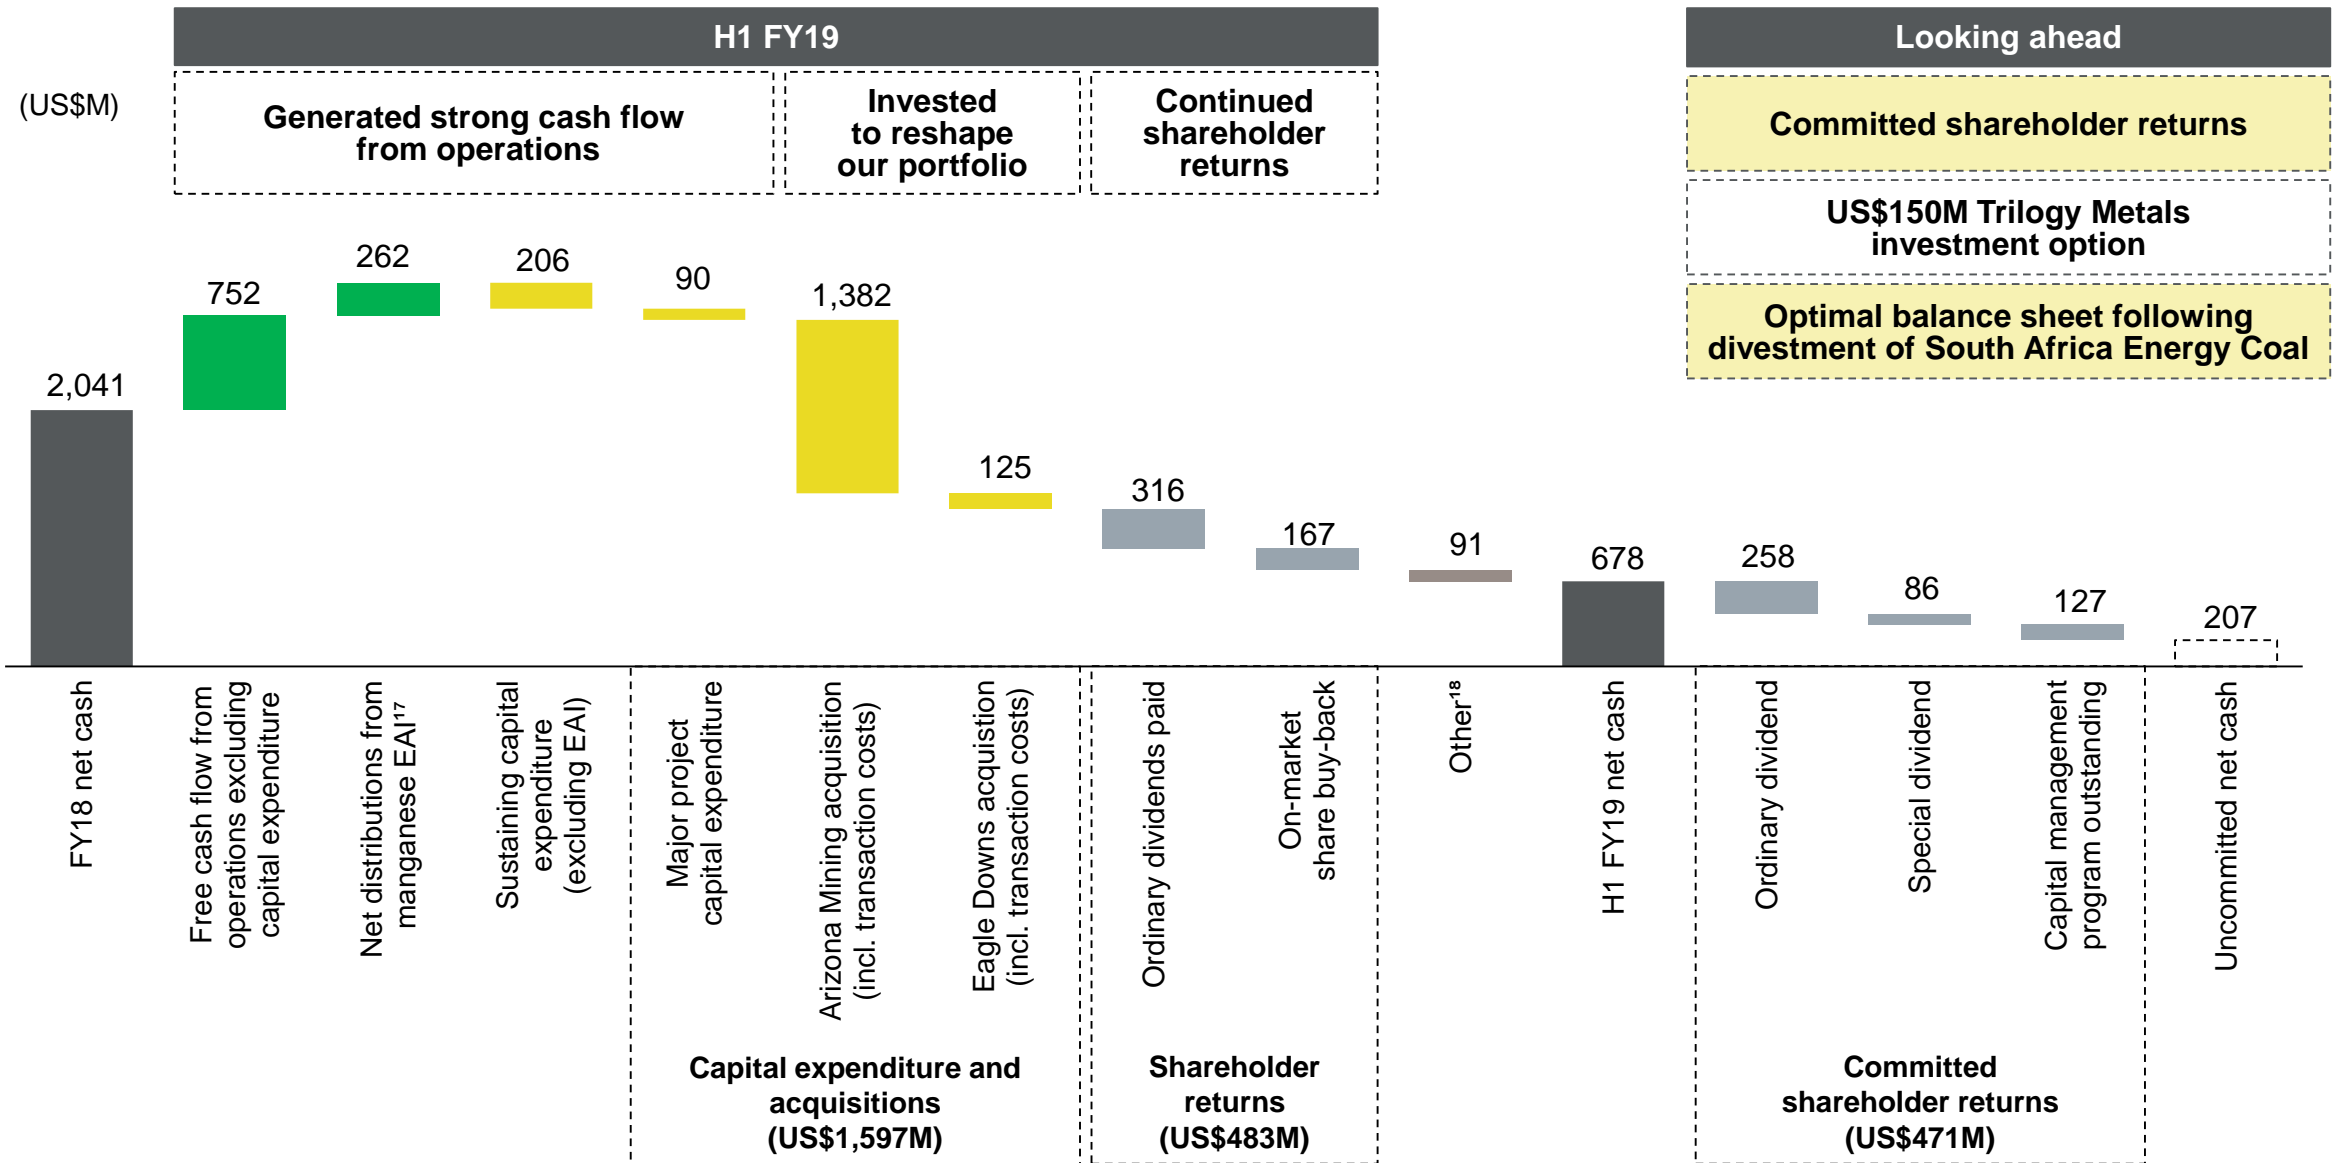 H1 FY19
Looking ahead
(US$M)
Generated strong cash flow
from operations
Invested
to reshape
our portfolio
Continued
shareholder
returns
Committed shareholder returns
US$150M Trilogy Metals
investment option
Optimal balance sheet following
divestment of South Africa Energy Coal
2,041
752
262
206
90
1,382
125
316
167
91
678
258
86
127
207
FY18 net cash
Free cash flow from
operations excluding
capital expenditure
Net distributions from
manganese EAI¹⁷
Sustaining capital
expenditure
(excluding EAI)
Major project
capital expenditure
Arizona Mining acquisition
(incl. transaction costs)
Eagle Downs acquistion
(incl. transaction costs)
Ordinary dividends paid
On-market
share buy-back
Other¹⁸
H1 FY19 net cash
Ordinary dividend
Special dividend
Capital management
program outstanding
Uncommitted net cash
Capital expenditure and
acquisitions
(US$1,597M)
Shareholder
returns
(US$483M)
Committed
shareholder returns
(US$471M)